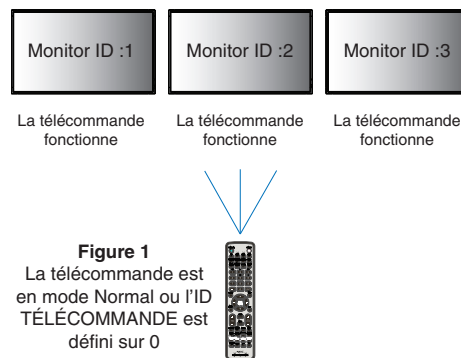 Monitor ID :1
Monitor ID :2
Monitor ID :3
La télécommande
fonctionne
La télécommande
fonctionne
La télécommande
fonctionne
Figure 1
La télécommande est
en mode Normal ou l’ID
TÉLÉCOMMANDE est
défini sur 0